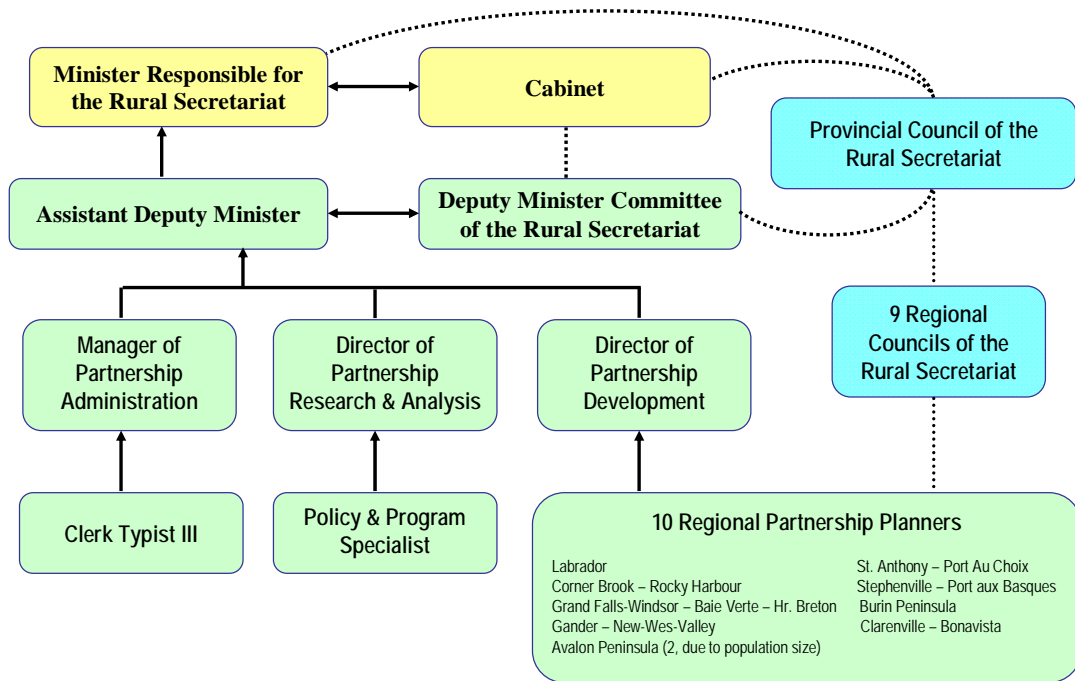 Minister Responsible for
the Rural Secretariat
Cabinet
Provincial Council of the
Rural Secretariat
Assistant Deputy Minister
Deputy Minister Committee
of the Rural Secretariat
9 Regional
Councils of the
Rural Secretariat
Manager of
Partnership
Administration
Director of
Partnership
Research & Analysis
Director of
Partnership
Development
Clerk Typist III
Policy & Program
Specialist
10 Regional Partnership Planners
Labrador
Corner Brook – Rocky Harbour
Grand Falls-Windsor – Baie Verte – Hr. Breton
Gander – New-Wes-Valley
Avalon Peninsula (2, due to population size)
St. Anthony – Port Au Choix
Stephenville – Port aux Basques
Burin Peninsula
Clarenville – Bonavista